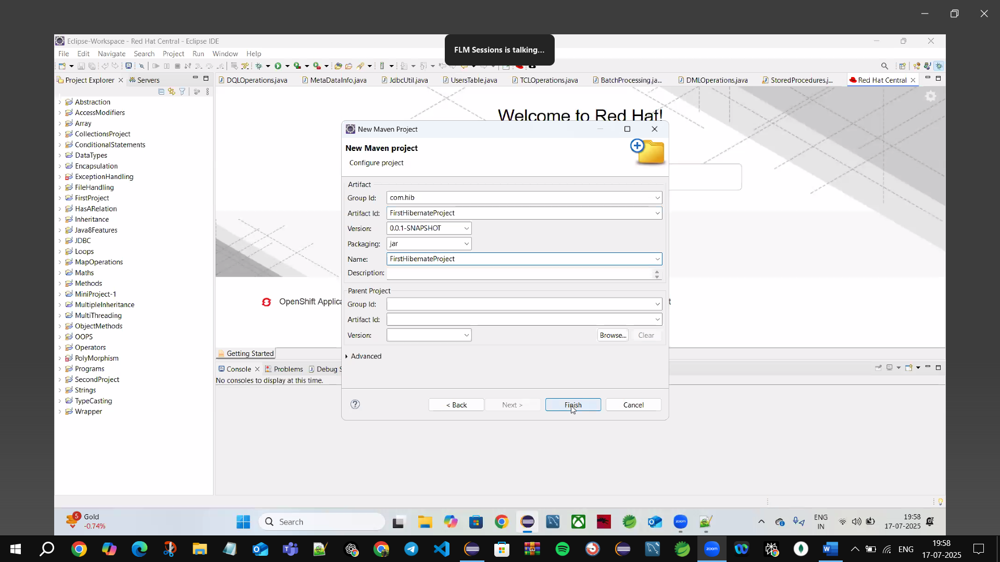 Eclipse-Workspace - Red Hat Central - Eclipse IDE
FLM Sessions is talking...
File Edit Navigate Search Project Run Window Help
Project Explorer Servers
DQLOperations.java MetaDataInfo.java JdbcUtil.java UsersTable.java TCLOperations.java BatchProcessing.ja... DMLOperations.java StoredProcedures.j... Red Hat Central
Abstraction
AccessModifiers
Array
CollectionsProject
ConditionalStatements
DataTypes
Encapsulation
ExceptionHandling
FileHandling
FirstProject
HasARelation
Inheritance
Java8Features
JDBC
Loops
MapOperations
Maths
Methods
MiniProject-1
MultipleInheritance
MultiThreading
ObjectMethods
OOPS
Operators
PolyMorphism
Programs
SecondProject
Strings
TypeCasting
Wrapper
Welcome to Red Hat!
New Maven Project
New Maven project
Configure project
Artifact
Group Id: com.hib
Artifact Id: FirstHibernateProject
Version: 0.0.1-SNAPSHOT
Packaging: jar
Name: FirstHibernateProject
Description:
Parent Project
Group Id:
Artifact Id:
Version: Browse... Clear
Advanced
< Back Next > Finish Cancel
OpenShift Applica
Getting Started
Console Problems Debug S
No consoles to display at this time.
5 Gold
-0.74%
Search
zoom
ENG
IN
19:58
17-07-2025
zoom
ENG
19:58
17-07-2025